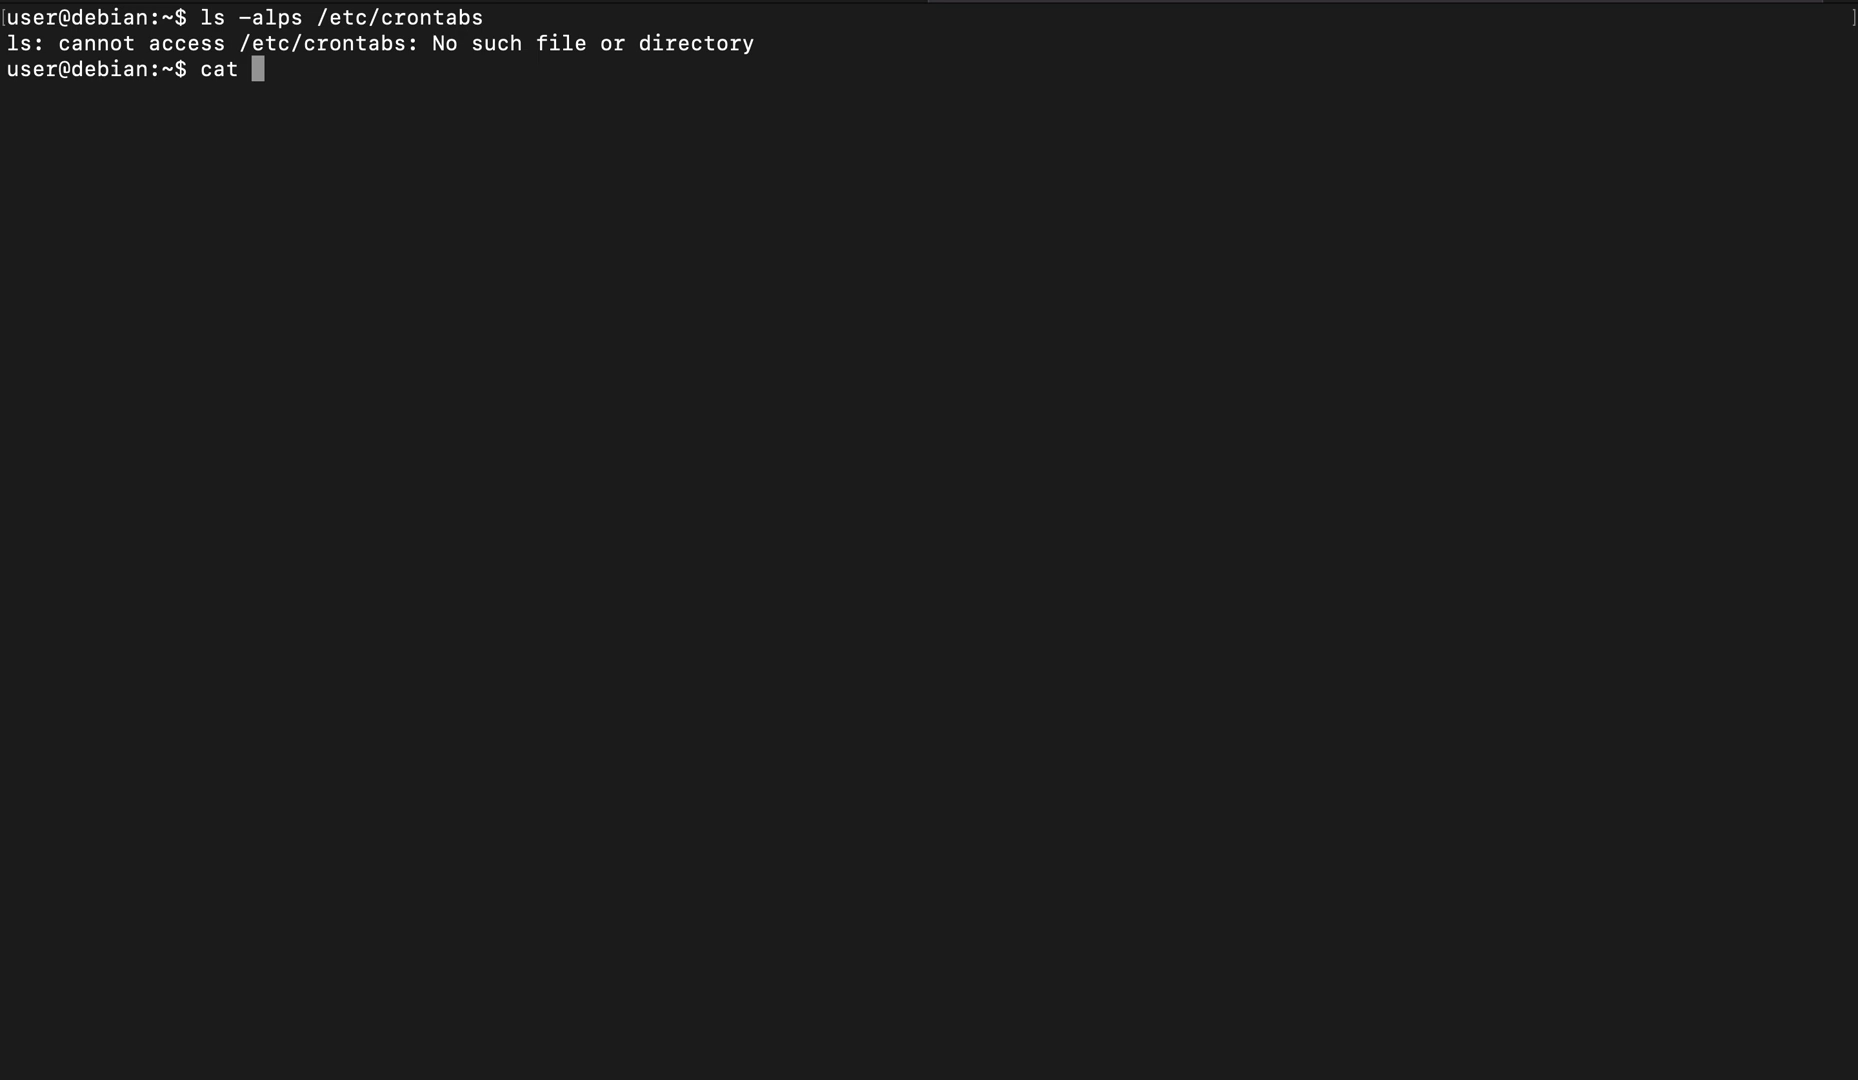 [user@debian:~$ ls -alps /etc/crontabs ]
ls: cannot access /etc/crontabs: No such file or directory
user@debian:~$ cat